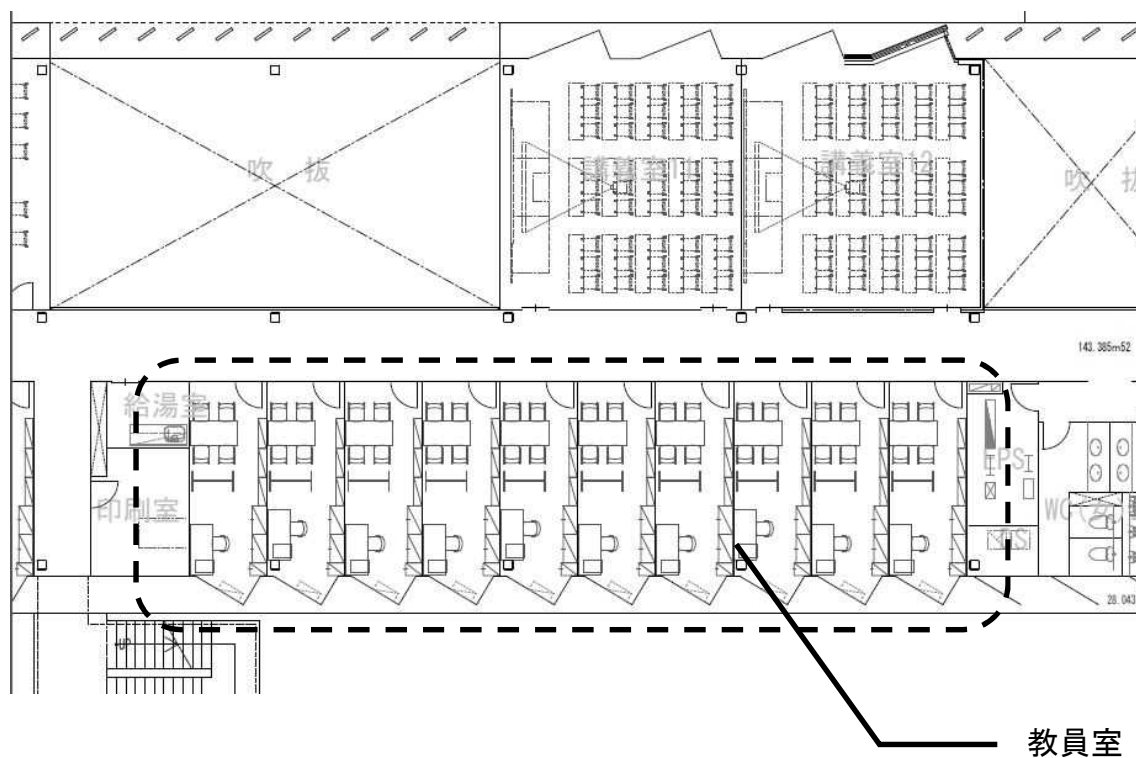 吹 抜
講義室11
講義室12
吹 抜
143.385m52
給湯室
印刷室
EPS
WC(女)
PS
28.043
教員室